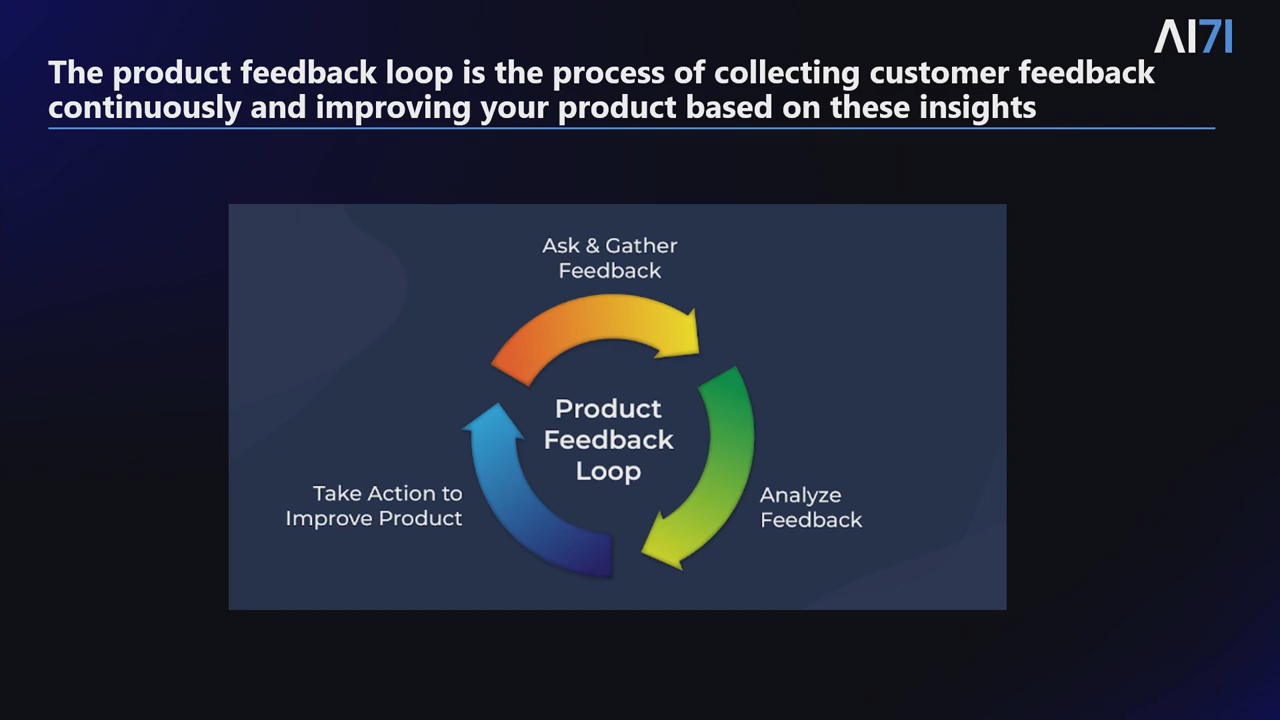 AI71
The product feedback loop is the process of collecting customer feedback
continuously and improving your product based on these insights
Ask & Gather
Feedback
Product
Feedback
Loop
Take Action to
Improve Product
Analyze
Feedback